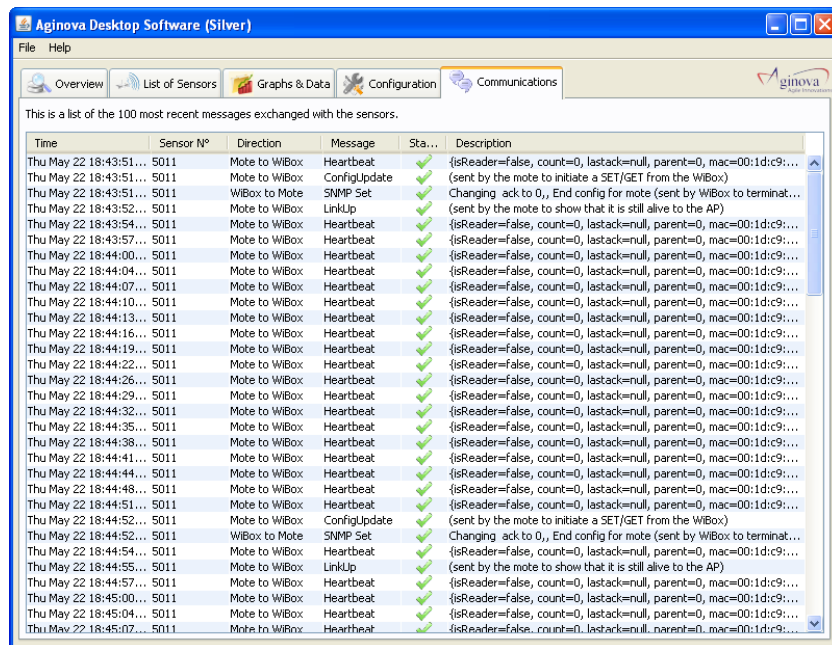 Aginova Desktop Software (Silver)
File Help
Overview List of Sensors Graphs & Data Configuration Communications
Aginova
Agile Innovations
This is a list of the 100 most recent messages exchanged with the sensors.
Time Sensor N° Direction Message Sta... Description
Thu May 22 18:43:51... 5011 Mote to WiBox Heartbeat {isReader=false, count=0, lastack=null, parent=0, mac=00:1d:c9:...
Thu May 22 18:43:51... 5011 Mote to WiBox ConfigUpdate (sent by the mote to initiate a SET/GET from the WiBox)
Thu May 22 18:43:51... 5011 WiBox to Mote SNMP Set Changing ack to 0,, End config for mote (sent by WiBox to terminat...
Thu May 22 18:43:52... 5011 Mote to WiBox LinkUp (sent by the mote to show that it is still alive to the AP)
Thu May 22 18:43:54... 5011 Mote to WiBox Heartbeat {isReader=false, count=0, lastack=null, parent=0, mac=00:1d:c9:...
Thu May 22 18:43:57... 5011 Mote to WiBox Heartbeat {isReader=false, count=0, lastack=null, parent=0, mac=00:1d:c9:...
Thu May 22 18:44:00... 5011 Mote to WiBox Heartbeat {isReader=false, count=0, lastack=null, parent=0, mac=00:1d:c9:...
Thu May 22 18:44:04... 5011 Mote to WiBox Heartbeat {isReader=false, count=0, lastack=null, parent=0, mac=00:1d:c9:...
Thu May 22 18:44:07... 5011 Mote to WiBox Heartbeat {isReader=false, count=0, lastack=null, parent=0, mac=00:1d:c9:...
Thu May 22 18:44:10... 5011 Mote to WiBox Heartbeat {isReader=false, count=0, lastack=null, parent=0, mac=00:1d:c9:...
Thu May 22 18:44:13... 5011 Mote to WiBox Heartbeat {isReader=false, count=0, lastack=null, parent=0, mac=00:1d:c9:...
Thu May 22 18:44:16... 5011 Mote to WiBox Heartbeat {isReader=false, count=0, lastack=null, parent=0, mac=00:1d:c9:...
Thu May 22 18:44:19... 5011 Mote to WiBox Heartbeat {isReader=false, count=0, lastack=null, parent=0, mac=00:1d:c9:...
Thu May 22 18:44:22... 5011 Mote to WiBox Heartbeat {isReader=false, count=0, lastack=null, parent=0, mac=00:1d:c9:...
Thu May 22 18:44:26... 5011 Mote to WiBox Heartbeat {isReader=false, count=0, lastack=null, parent=0, mac=00:1d:c9:...
Thu May 22 18:44:29... 5011 Mote to WiBox Heartbeat {isReader=false, count=0, lastack=null, parent=0, mac=00:1d:c9:...
Thu May 22 18:44:32... 5011 Mote to WiBox Heartbeat {isReader=false, count=0, lastack=null, parent=0, mac=00:1d:c9:...
Thu May 22 18:44:35... 5011 Mote to WiBox Heartbeat {isReader=false, count=0, lastack=null, parent=0, mac=00:1d:c9:...
Thu May 22 18:44:38... 5011 Mote to WiBox Heartbeat {isReader=false, count=0, lastack=null, parent=0, mac=00:1d:c9:...
Thu May 22 18:44:41... 5011 Mote to WiBox Heartbeat {isReader=false, count=0, lastack=null, parent=0, mac=00:1d:c9:...
Thu May 22 18:44:44... 5011 Mote to WiBox Heartbeat {isReader=false, count=0, lastack=null, parent=0, mac=00:1d:c9:...
Thu May 22 18:44:48... 5011 Mote to WiBox Heartbeat {isReader=false, count=0, lastack=null, parent=0, mac=00:1d:c9:...
Thu May 22 18:44:51... 5011 Mote to WiBox Heartbeat {isReader=false, count=0, lastack=null, parent=0, mac=00:1d:c9:...
Thu May 22 18:44:52... 5011 Mote to WiBox ConfigUpdate (sent by the mote to initiate a SET/GET from the WiBox)
Thu May 22 18:44:52... 5011 WiBox to Mote SNMP Set Changing ack to 0,, End config for mote (sent by WiBox to terminat...
Thu May 22 18:44:54... 5011 Mote to WiBox Heartbeat {isReader=false, count=0, lastack=null, parent=0, mac=00:1d:c9:...
Thu May 22 18:44:55... 5011 Mote to WiBox LinkUp (sent by the mote to show that it is still alive to the AP)
Thu May 22 18:44:57... 5011 Mote to WiBox Heartbeat {isReader=false, count=0, lastack=null, parent=0, mac=00:1d:c9:...
Thu May 22 18:45:00... 5011 Mote to WiBox Heartbeat {isReader=false, count=0, lastack=null, parent=0, mac=00:1d:c9:...
Thu May 22 18:45:04... 5011 Mote to WiBox Heartbeat {isReader=false, count=0, lastack=null, parent=0, mac=00:1d:c9:...
Thu May 22 18:45:07... 5011 Mote to WiBox Heartbeat {isReader=false, count=0, lastack=null, parent=0, mac=00:1d:c9:...